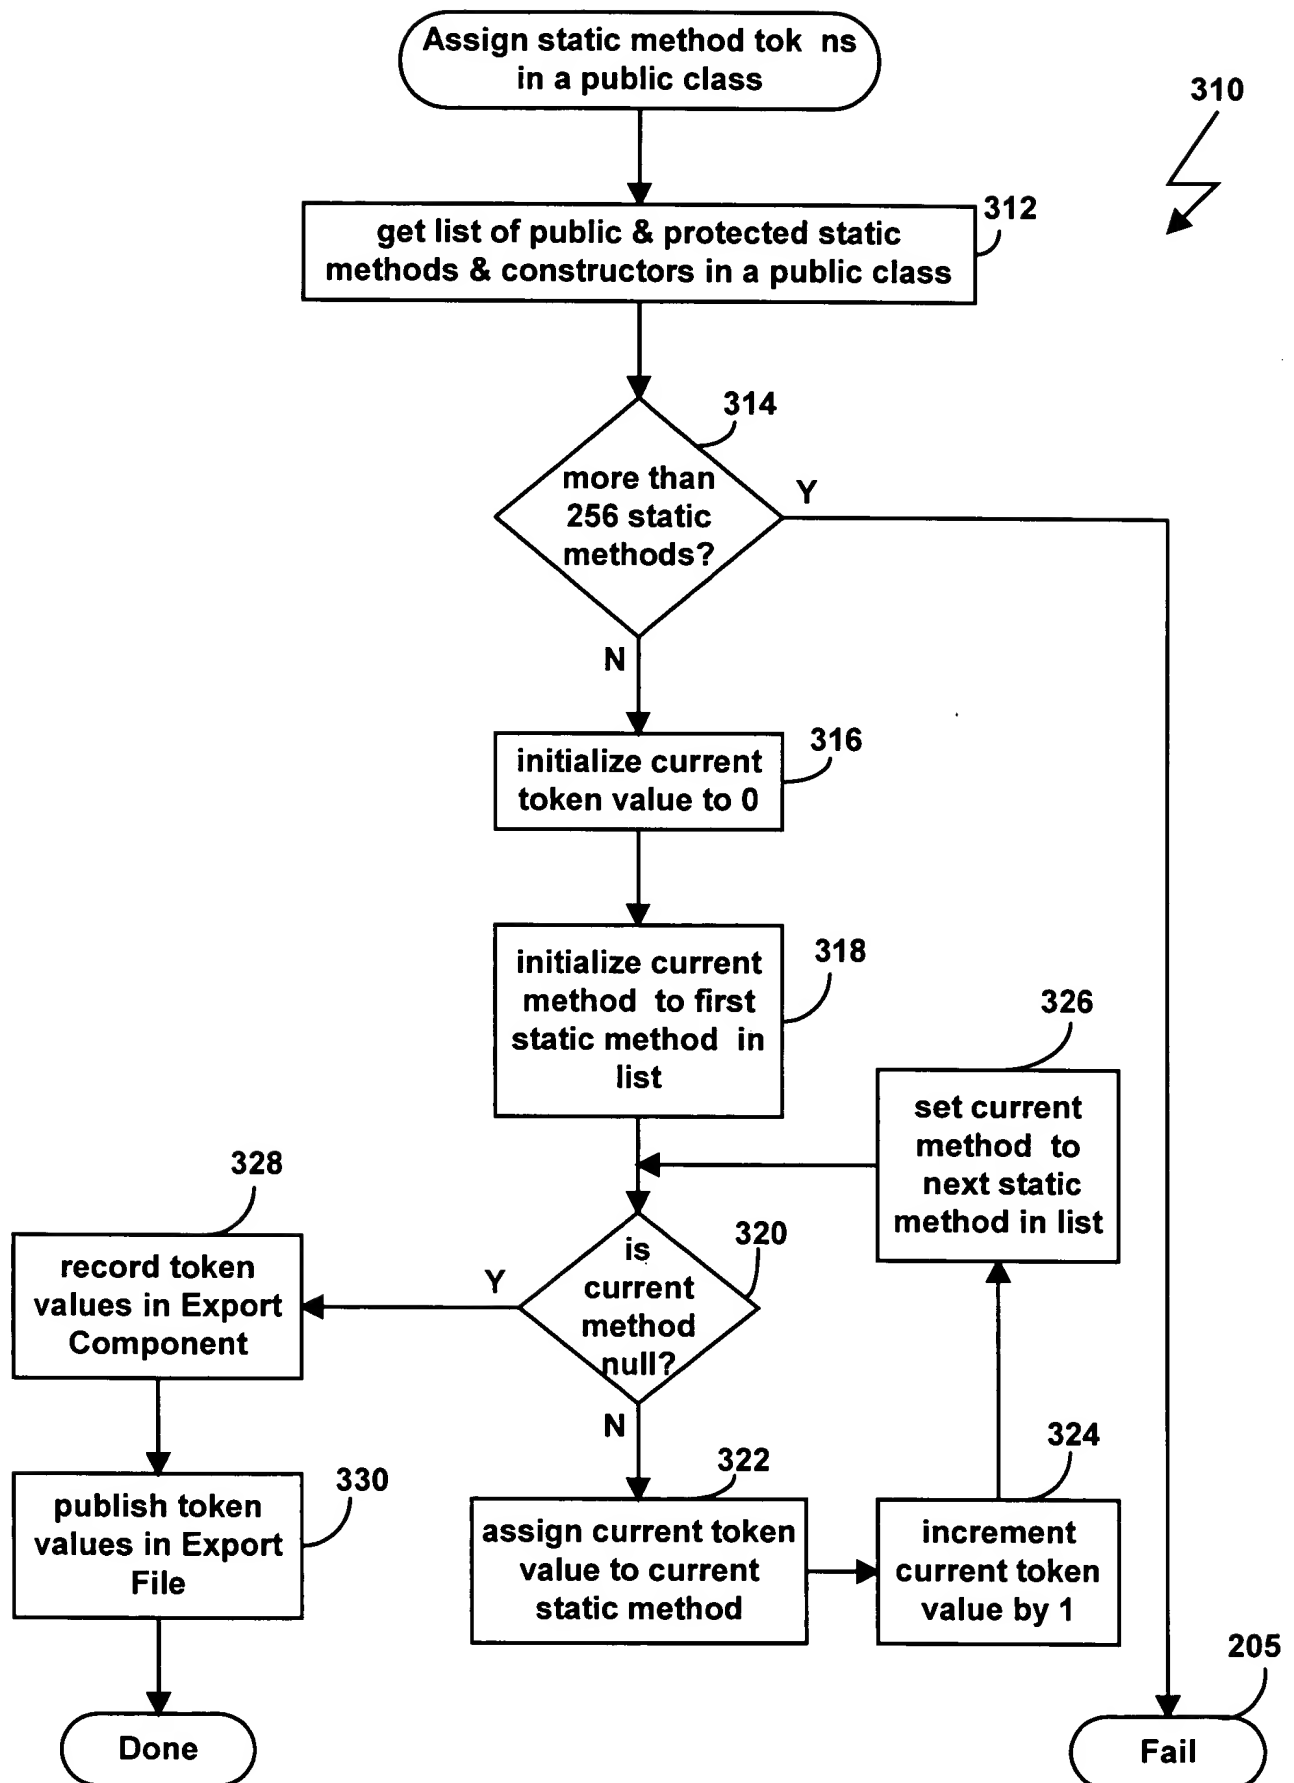 Assign static method tok ns
in a public class
310
312
get list of public & protected static
methods & constructors in a public class
314
more than
256 static
methods?
Y
N
316
initialize current
token value to 0
318
initialize current
method to first
static method in
list
326
set current
method to
next static
method in list
328
record token
values in Export
Component
320
is
current
method
null?
Y
N
330
publish token
values in Export
File
322
assign current token
value to current
static method
324
increment
current token
value by 1
205
Done
Fail